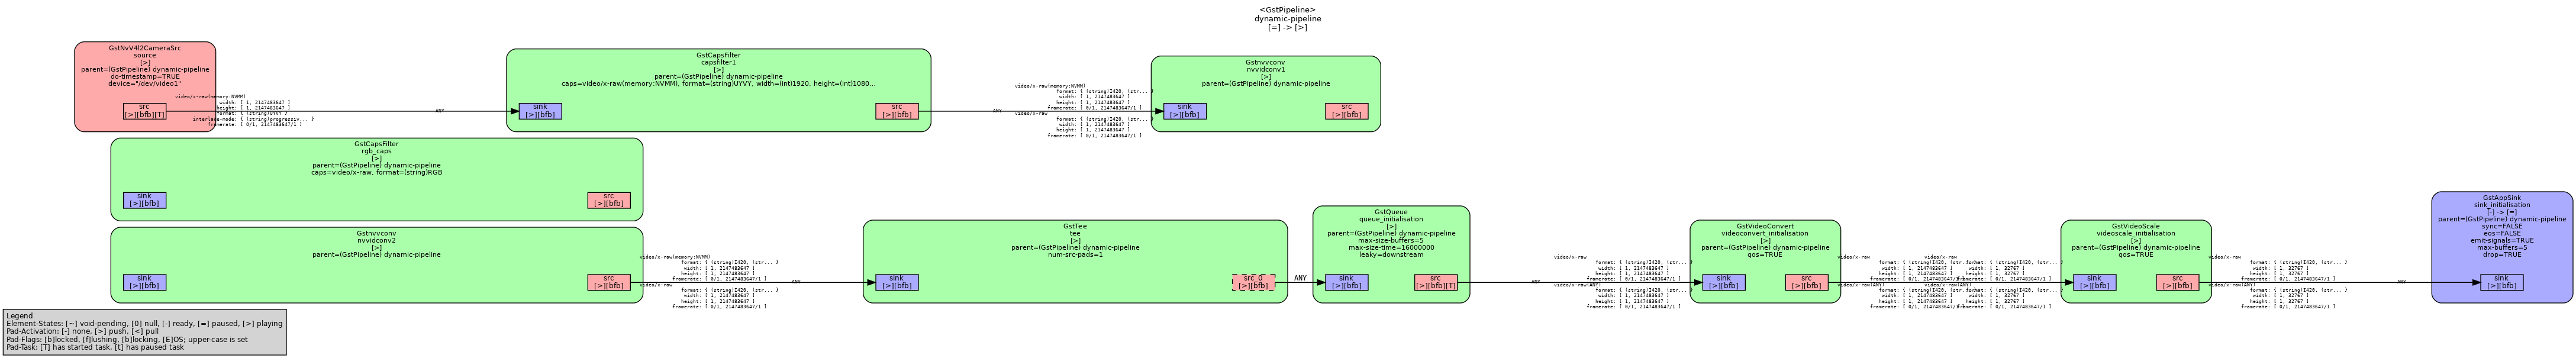 <GstPipeline>
dynamic-pipeline
[=] -> [>]
GstNvV4l2CameraSrc
source
[>]
parent=(GstPipeline) dynamic-pipeline
do-timestamp=TRUE
device="/dev/video1"
src
[>][bfb][T]
video/x-raw(memory:NVMM)
width: [ 1, 2147483647 ]
height: [ 1, 2147483647 ]
format: { (string)UYVY }
interlace-mode: { (string)progressiv... }
framerate: [ 0/1, 2147483647/1 ]
ANY
GstCapsFilter
capsfilter1
[>]
parent=(GstPipeline) dynamic-pipeline
caps=video/x-raw(memory:NVMM), format=(string)UYVY, width=(int)1920, height=(int)1080...
sink
[>][bfb]
src
[>][bfb]
ANY
video/x-raw(memory:NVMM)
format: { (string)I420, (str... }
width: [ 1, 2147483647 ]
height: [ 1, 2147483647 ]
framerate: [ 0/1, 2147483647/1 ]
video/x-raw
format: { (string)I420, (str... }
width: [ 1, 2147483647 ]
height: [ 1, 2147483647 ]
framerate: [ 0/1, 2147483647/1 ]
Gstnvvconv
nvvidconv1
[>]
parent=(GstPipeline) dynamic-pipeline
sink
[>][bfb]
src
[>][bfb]
GstCapsFilter
rgb_caps
[>]
parent=(GstPipeline) dynamic-pipeline
caps=video/x-raw, format=(string)RGB
sink
[>][bfb]
src
[>][bfb]
Gstnvvconv
nvvidconv2
[>]
parent=(GstPipeline) dynamic-pipeline
sink
[>][bfb]
src
[>][bfb]
video/x-raw(memory:NVMM)
format: { (string)I420, (str... }
width: [ 1, 2147483647 ]
height: [ 1, 2147483647 ]
framerate: [ 0/1, 2147483647/1 ]
video/x-raw
format: { (string)I420, (str... }
width: [ 1, 2147483647 ]
height: [ 1, 2147483647 ]
framerate: [ 0/1, 2147483647/1 ]
ANY
GstTee
tee
[>]
parent=(GstPipeline) dynamic-pipeline
num-src-pads=1
sink
[>][bfb]
src_0
[>][bfb]
ANY
GstQueue
queue_initialisation
[>]
parent=(GstPipeline) dynamic-pipeline
max-size-buffers=5
max-size-time=16000000
leaky=downstream
sink
[>][bfb]
src
[>][bfb][T]
ANY
video/x-raw
format: { (string)I420, (str... }
width: [ 1, 2147483647 ]
height: [ 1, 2147483647 ]
framerate: [ 0/1, 2147483647/1 ]
video/x-raw(ANY)
format: { (string)I420, (str... }
width: [ 1, 2147483647 ]
height: [ 1, 2147483647 ]
framerate: [ 0/1, 2147483647/1 ]
GstVideoConvert
videoconvert_initialisation
[>]
parent=(GstPipeline) dynamic-pipeline
qos=TRUE
sink
[>][bfb]
src
[>][bfb]
video/x-raw
format: { (string)I420, (str...
width: [ 1, 2147483647 ]
height: [ 1, 2147483647 ]
framerate: [ 0/1, 2147483647/1
video/x-raw(ANY)
format: { (string)I420, (str...
width: [ 1, 2147483647 ]
height: [ 1, 2147483647 ]
framerate: [ 0/1, 2147483647/1
video/x-raw
format: { (string)I420, (str... }
width: [ 1, 32767 ]
height: [ 1, 32767 ]
[ 0/1, 2147483647/1 ]
video/x-raw(ANY)
format: { (string)I420, (str... }
width: [ 1, 32767 ]
height: [ 1, 32767 ]
[ 0/1, 2147483647/1 ]
GstVideoScale
videoscale_initialisation
[>]
parent=(GstPipeline) dynamic-pipeline
qos=TRUE
sink
[>][bfb]
src
[>][bfb]
video/x-raw
format: { (string)I420, (str... }
width: [ 1, 32767 ]
height: [ 1, 32767 ]
framerate: [ 0/1, 2147483647/1 ]
video/x-raw(ANY)
format: { (string)I420, (str... }
width: [ 1, 32767 ]
height: [ 1, 32767 ]
framerate: [ 0/1, 2147483647/1 ]
ANY
GstAppSink
sink_initialisation
[-] -> [=]
parent=(GstPipeline) dynamic-pipeline
sync=FALSE
eos=FALSE
emit-signals=TRUE
max-buffers=5
drop=TRUE
sink
[>][bfb]
Legend
Element-States: [~] void-pending, [0] null, [-] ready, [=] paused, [>] playing
Pad-Activation: [-] none, [>] push, [<] pull
Pad-Flags: [b]locked, [f]lushing, [b]locking, [E]OS; upper-case is set
Pad-Task: [T] has started task, [t] has paused task